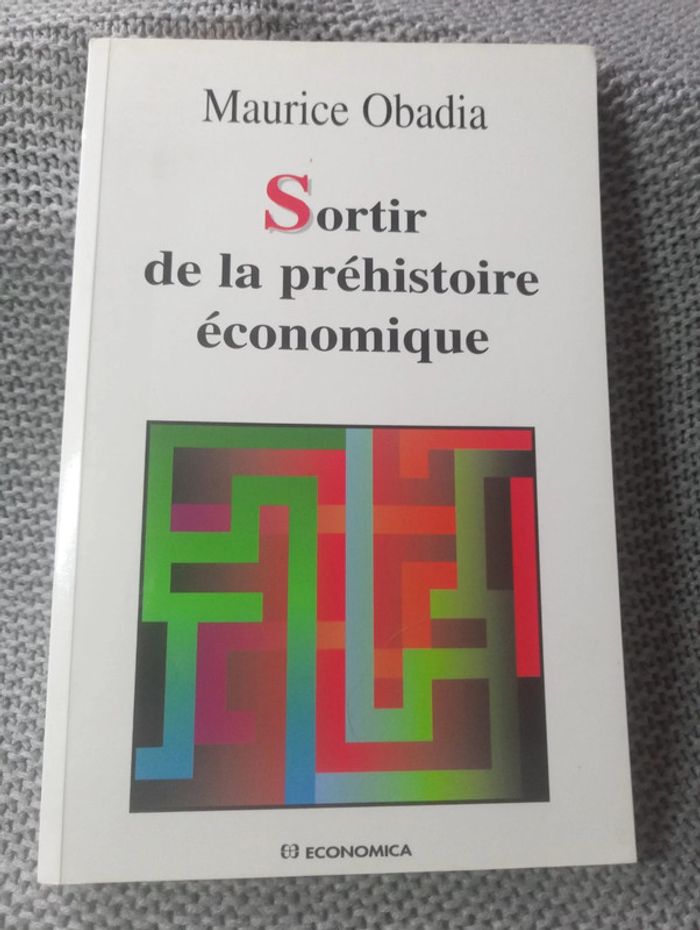 Maurice Obadia
Sortir
de la préhistoire
économique
ECONOMICA